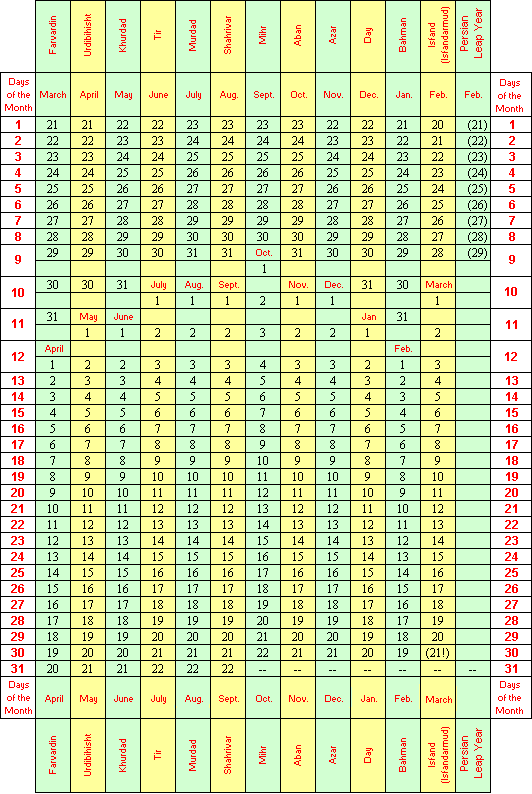 Farvardin Urdibihisht Khurdad Tir Murdad Shahrivar Mihr Aban Azar Day Bahman Isfand (Isfandarmud) Persian Leap Year
Days of the Month March April May June July Aug. Sept. Oct. Nov. Dec. Jan. Feb. Feb. Days of the Month
1 21 21 22 22 23 23 23 23 22 22 21 20 (21) 1
2 22 22 23 23 24 24 24 24 23 23 22 21 (22) 2
3 23 23 24 24 25 25 25 25 24 24 23 22 (23) 3
4 24 24 25 25 26 26 26 26 25 25 24 23 (24) 4
5 25 25 26 26 27 27 27 27 26 26 25 24 (25) 5
6 26 26 27 27 28 28 28 28 27 27 26 25 (26) 6
7 27 27 28 28 29 29 29 29 28 28 27 26 (27) 7
8 28 28 29 29 30 30 30 30 29 29 28 27 (28) 8
9 29 29 30 30 31 31 Oct. 31 30 30 29 28 (29) 9
1
10 30 30 31 July Aug. Sept. Nov. Dec. 31 30 March 10
1 1 1 2 1 1 1
11 31 May June Jan 31 11
1 1 2 2 2 3 2 2 1 2
12 April Feb. 12
1 2 2 3 3 3 4 3 3 2 1 3
13 2 3 3 4 4 4 5 4 4 3 2 4 13
14 3 4 4 5 5 5 6 5 5 4 3 5 14
15 4 5 5 6 6 6 7 6 6 5 4 6 15
16 5 6 6 7 7 7 8 7 7 6 5 7 16
17 6 7 7 8 8 8 9 8 8 7 6 8 17
18 7 8 8 9 9 9 10 9 9 8 7 9 18
19 8 9 9 10 10 10 11 10 10 9 8 10 19
20 9 10 10 11 11 11 12 11 11 10 9 11 20
21 10 11 11 12 12 12 13 12 12 11 10 12 21
22 11 12 12 13 13 13 14 13 13 12 11 13 22
23 12 13 13 14 14 14 15 14 14 13 12 14 23
24 13 14 14 15 15 15 16 15 15 14 13 15 24
25 14 15 15 16 16 16 17 16 16 15 14 16 25
26 15 16 16 17 17 17 18 17 17 16 15 17 26
27 16 17 17 18 18 18 19 18 18 17 16 18 27
28 17 18 18 19 19 19 20 19 19 18 17 19 28
29 18 19 19 20 20 20 21 20 20 19 18 20 29
30 19 20 20 21 21 21 22 21 21 20 19 (21!) 30
31 20 21 21 22 22 22 -- -- -- -- -- -- -- 31
Days of the Month April May June July Aug. Sept. Oct. Nov. Dec. Jan. Feb. March Days of the Month
Farvardin Urdibihisht Khurdad Tir Murdad Shahrivar Mihr Aban Azar Day Bahman Isfand (Isfandarmud) Persian Leap Year